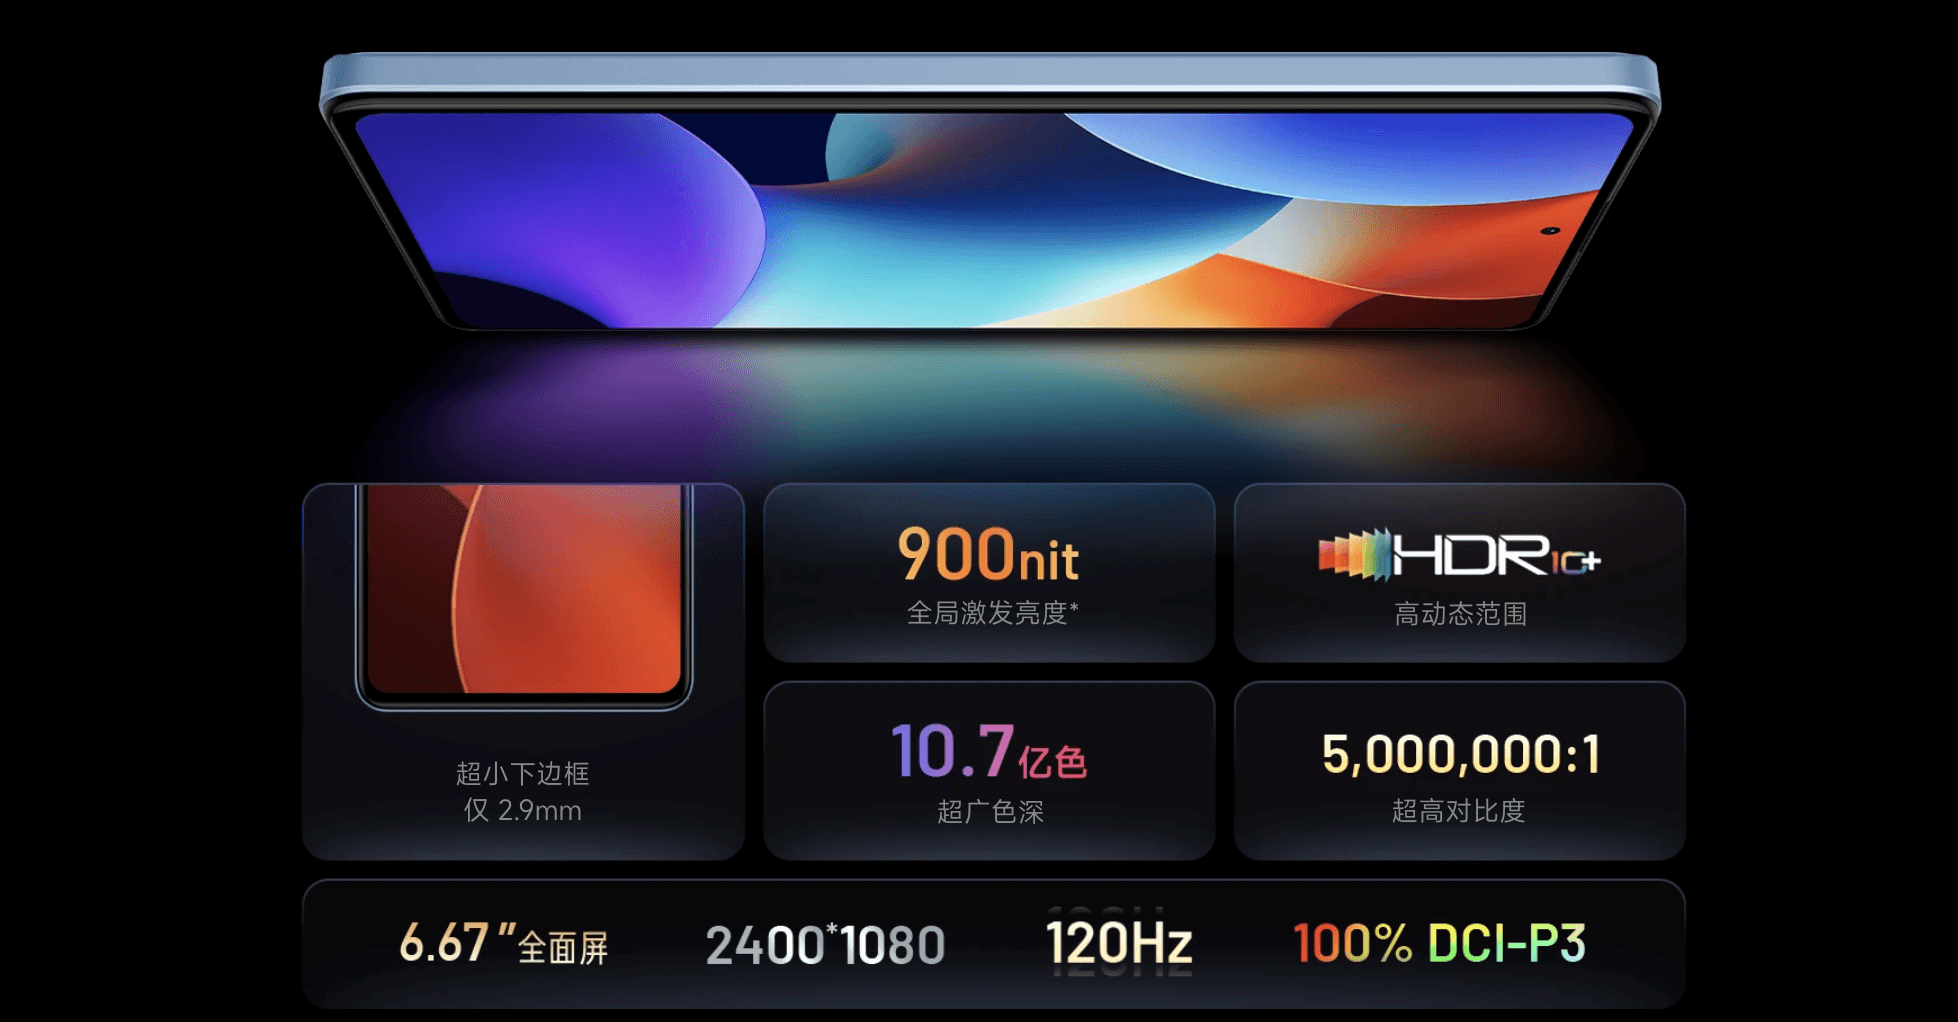 超小下边框
仅 2.9mm
900nit
全局激发亮度*
HDR10+
高动态范围
10.7亿色
超广色深
5,000,000:1
超高对比度
6.67"全面屏
2400*1080
120Hz
100% DCI-P3